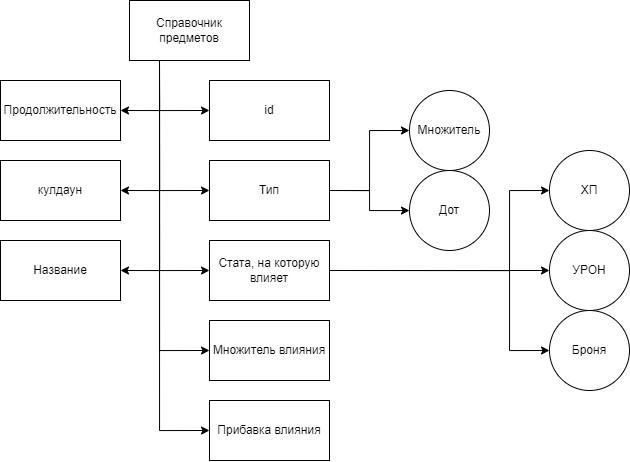 Справочник
предметов
Продолжительность
id
Множитель
кулдаун
Тип
ХП
Дот
Название
Стата, на которую
влияет
УРОН
Множитель влияния
Броня
Прибавка влияния